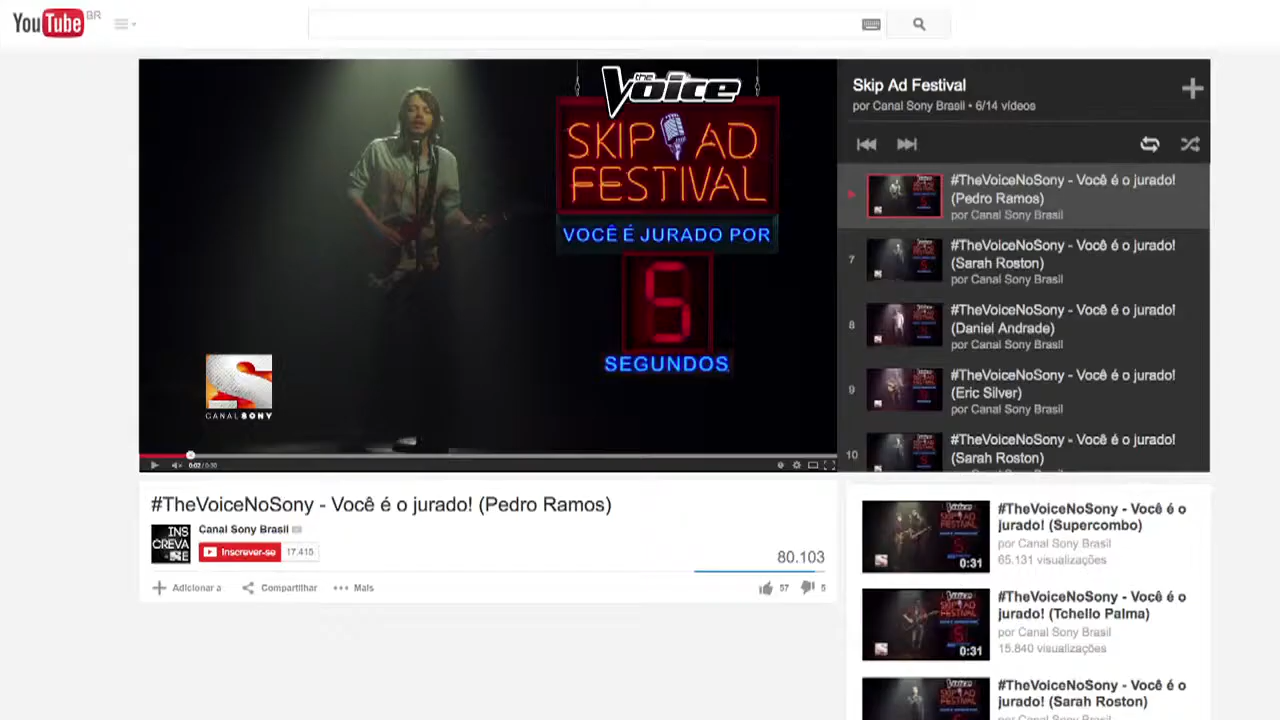 YouTube BR
the Voice
SKIP AD
FESTIVAL
VOCÊ É JURADO POR
5
SEGUNDOS
S
CANAL SONY
0:02 / 0:30
Skip Ad Festival
por Canal Sony Brasil • 6/14 vídeos
#TheVoiceNoSony - Você é o jurado!
(Pedro Ramos)
por Canal Sony Brasil
7
#TheVoiceNoSony - Você é o jurado!
(Sarah Roston)
por Canal Sony Brasil
8
#TheVoiceNoSony - Você é o jurado!
(Daniel Andrade)
por Canal Sony Brasil
9
#TheVoiceNoSony - Você é o jurado!
(Eric Silver)
por Canal Sony Brasil
10
#TheVoiceNoSony - Você é o jurado!
(Sarah Roston)
#TheVoiceNoSony - Você é o jurado! (Pedro Ramos)
INS
CREVA
SE
Canal Sony Brasil
Inscrever-se 17.415
80.103
Adicionar a Compartilhar Mais
57 5
#TheVoiceNoSony - Você é o
jurado! (Supercombo)
por Canal Sony Brasil
65.131 visualizações
0:31
#TheVoiceNoSony - Você é o
jurado! (Tchello Palma)
por Canal Sony Brasil
15.840 visualizações
0:31
#TheVoiceNoSony - Você é o
jurado! (Sarah Roston)